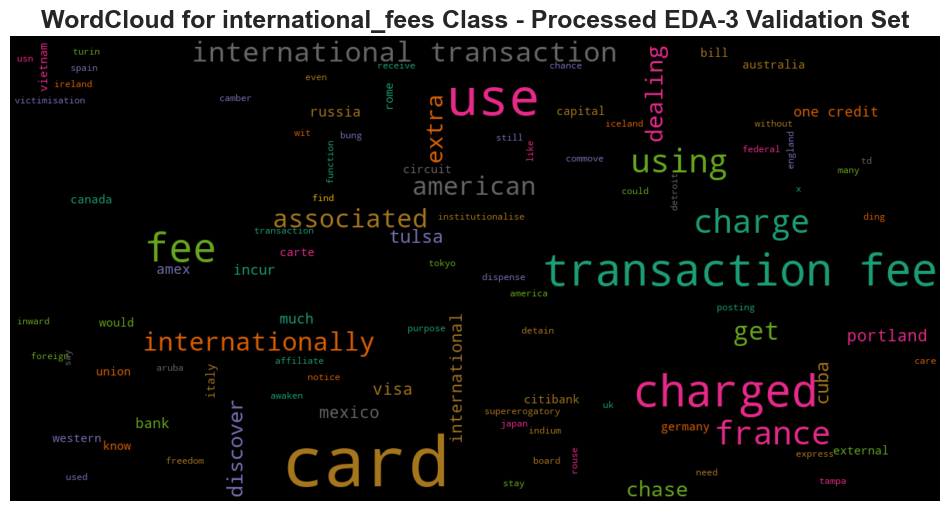 WordCloud for international_fees Class - Processed EDA-3 Validation Set
international transaction
usn
turin
vietnam
spain
ireland
victimisation
camber
receive
even
rome
chance
bill
australia
dealing
use
extra
russia
capital
one credit
iceland
without
wit
bung
still
function
like
commove
using
federal
england
td
many
circuit
american
find
could
detroit
x
canada
associated
institutionalise
charge
ding
transaction
tulsa
fee
carte
amex
incur
tokyo
dispense
transaction fee
america
posting
inward
would
much
purpose
international
detain
get
portland
internationally
foreign
say
aruba
affiliate
union
italy
notice
care
awaken
visa
charged
cuba
mexico
citibank
supererogatory
uk
bank
discover
japan
indium
germany
france
western
know
external
card
freedom
board
rouse
express
used
need
stay
chase
tampa